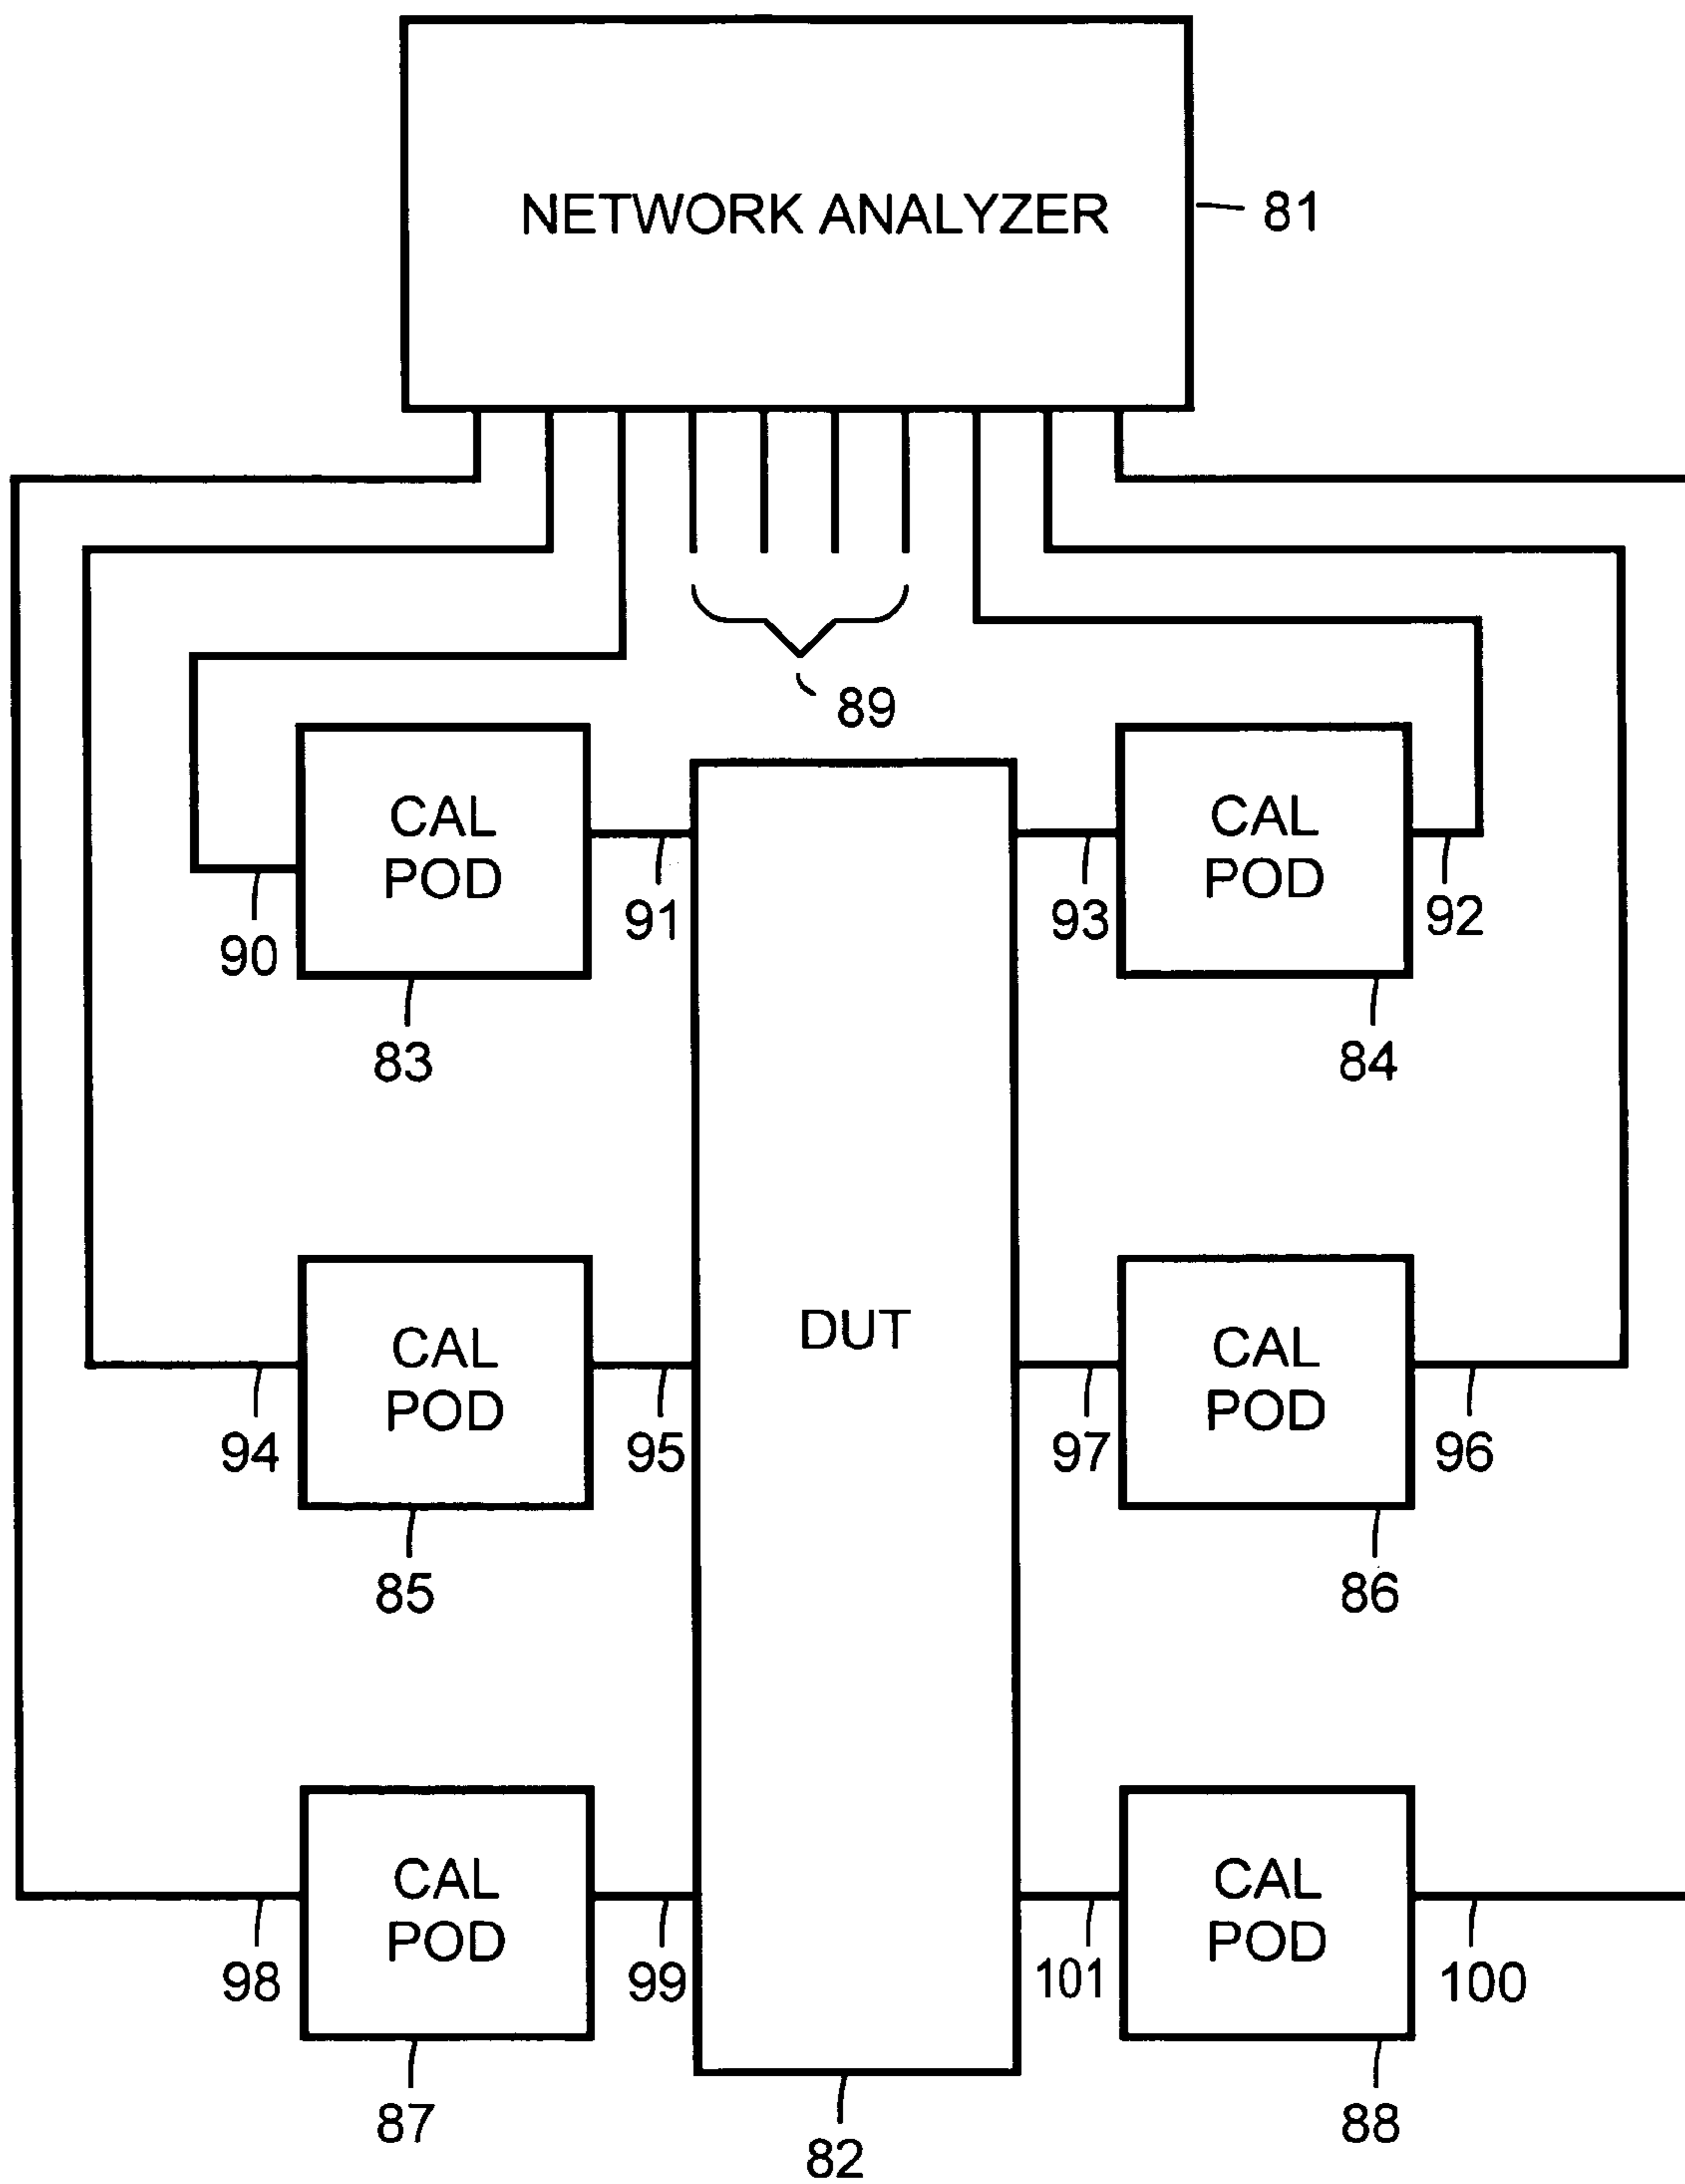 NETWORK ANALYZER
81
89
CAL
POD
CAL
POD
91
93
92
90
83
84
CAL
POD
DUT
CAL
POD
94
95
97
96
85
86
CAL
POD
CAL
POD
98
99
101
100
87
88
82